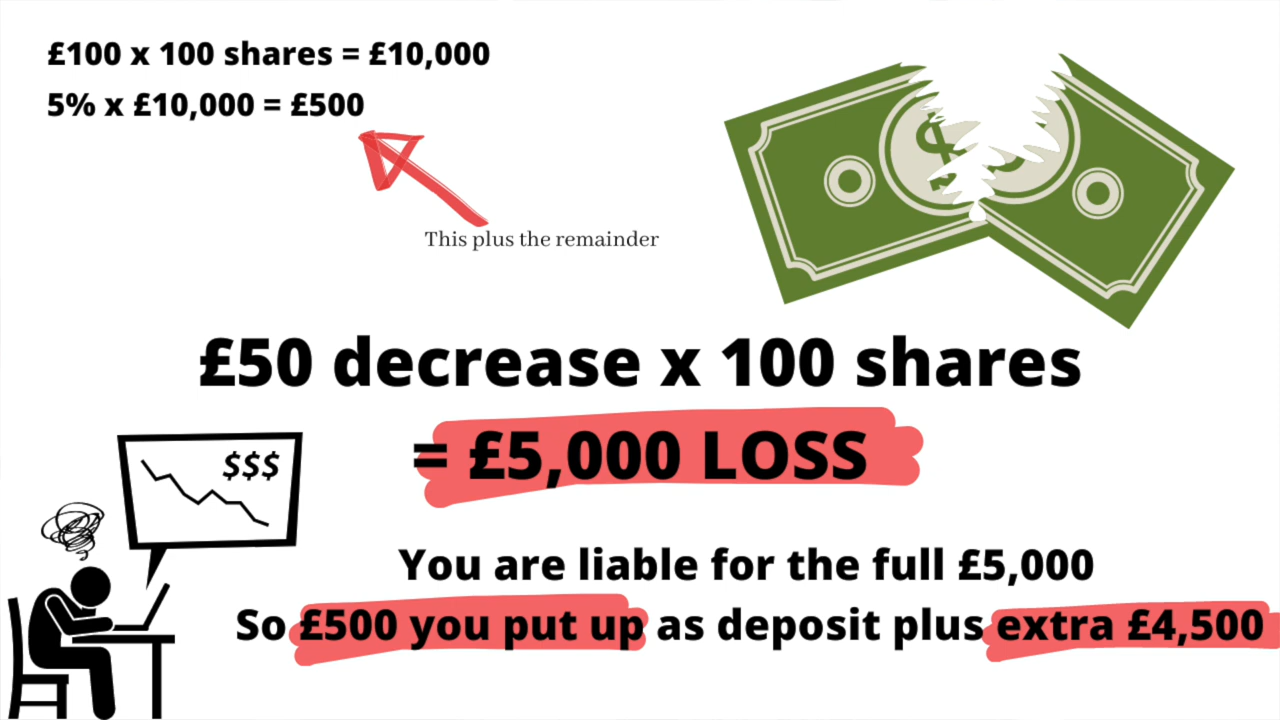 £100 x 100 shares = £10,000
5% x £10,000 = £500
This plus the remainder
£50 decrease x 100 shares
= £5,000 LOSS
$$$
You are liable for the full £5,000
So £500 you put up as deposit plus extra £4,500